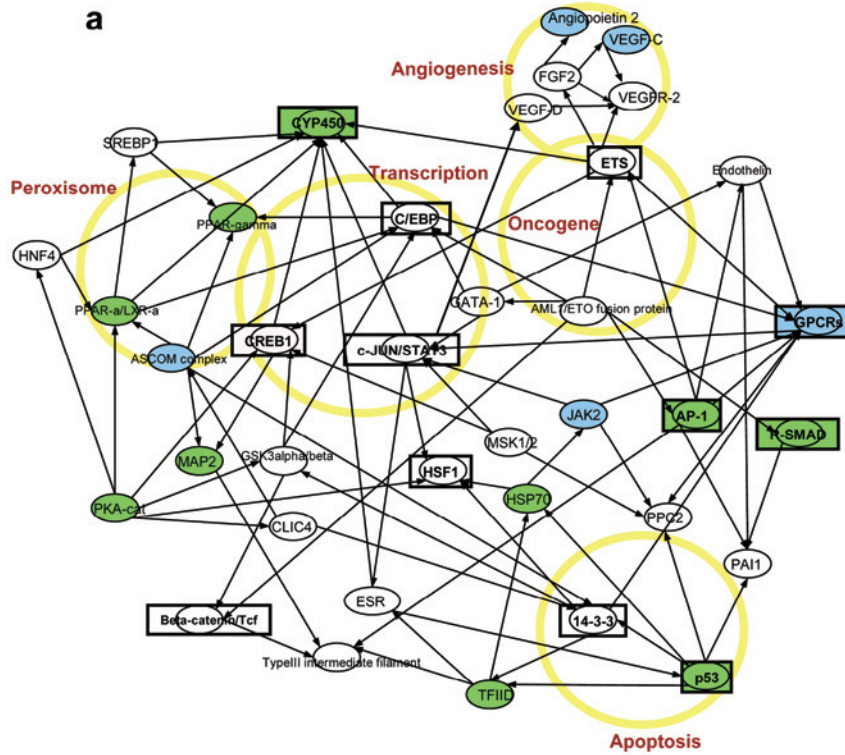 a
Angiopoietin 2
VEGF-C
Angiogenesis
FGF2
VEGFR-2
VEGF-D
CYP450
SREBP1
Transcription
ETS
Endothelin
Peroxisome
PPAR-gamma
C/EBP
Oncogene
HNF4
PPAR-a/LXR-a
GATA-1
AML1/ETO fusion protein
GPCRs
CREB1
c-JUN/STAT3
ASCOM complex
JAK2
AP-1
R-SMAD
MAP2
GSK3alpha/beta
MSK1/2
HSF1
HSP70
PKA-cat
CLIC4
PPC2
PAI1
ESR
Beta-catenin/Tcf
14-3-3
TypeIII intermediate filament
p53
TFIID
Apoptosis